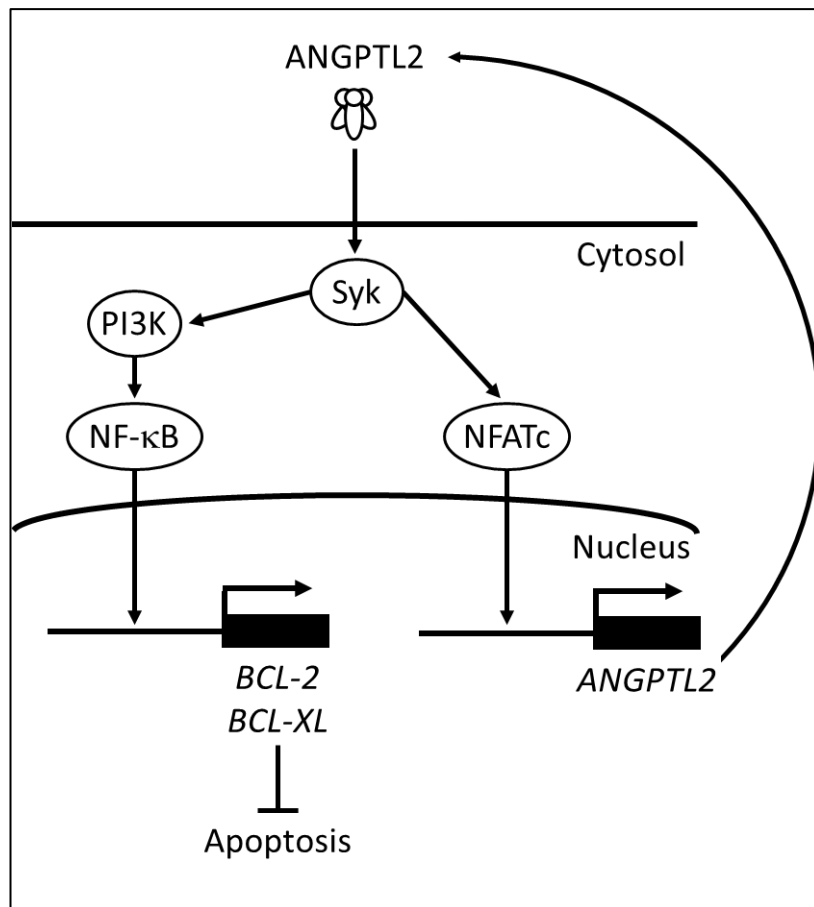 ANGPTL2
Cytosol
Syk
PI3K
NF-κB
NFATc
Nucleus
BCL-2
BCL-XL
ANGPTL2
Apoptosis